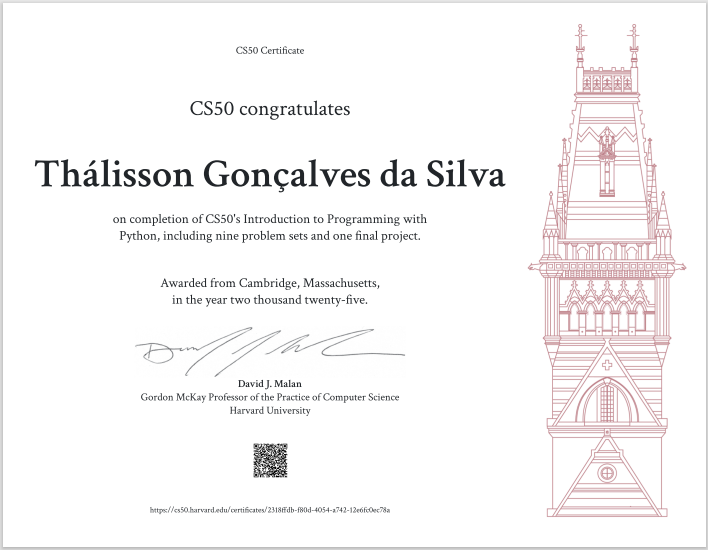 CS50 Certificate
CS50 congratulates
Thálisson Gonçalves da Silva
on completion of CS50's Introduction to Programming with
Python, including nine problem sets and one final project.
Awarded from Cambridge, Massachusetts,
in the year two thousand twenty-five.
David J. Malan
Gordon McKay Professor of the Practice of Computer Science
Harvard University
https://cs50.harvard.edu/certificates/2318ffdb-f80d-4054-a742-12e6fc0ec78a